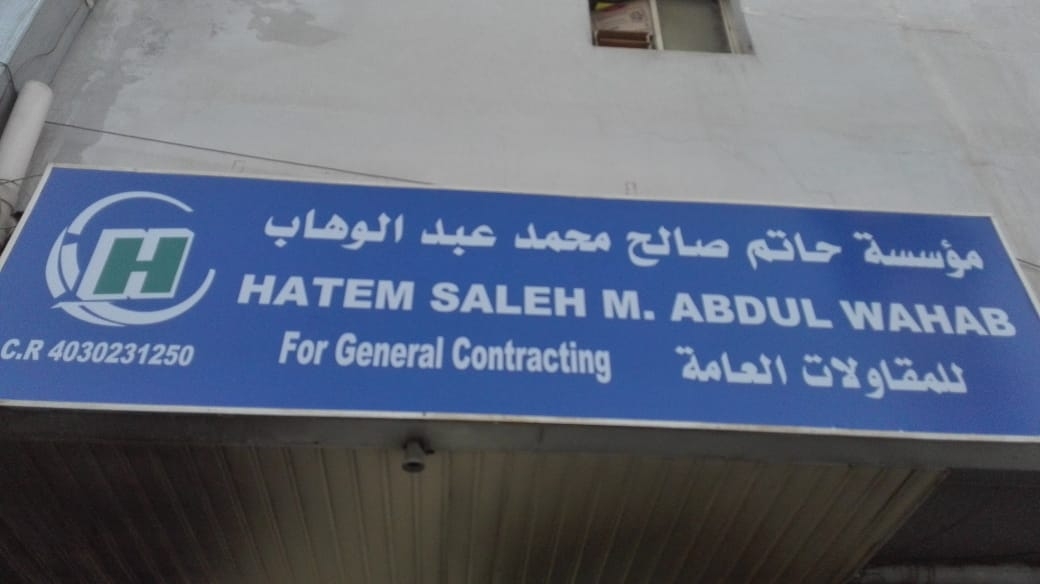 مؤسسة حاتم صالح محمد عبد الوهاب
HATEM SALEH M. ABDUL WAHAB
For General Contracting للمقاولات العامة
H
C.R 4030231250